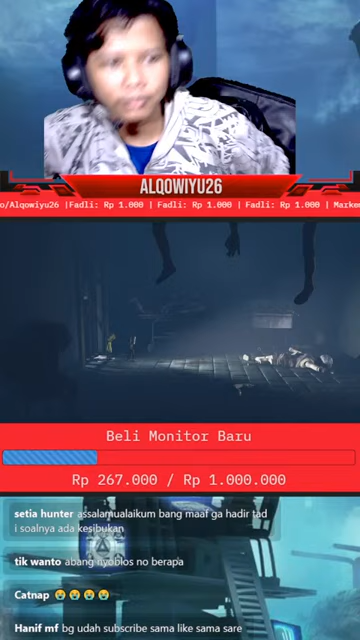 ALQOWIYU26
o/Alqowiyu26 |Fadli: Rp 1.000 | Fadli: Rp 1.000 | Fadli: Rp 1.000 | Marke
Beli Monitor Baru
Rp 267.000 / Rp 1.000.000
setia hunter assalamualaikum bang maaf ga hadir tad
i soalnya ada kesibukan
tik wanto abang nyoblos no berapa
Catnap 😭😭😭😭
Hanif mf bg udah subscribe sama like sama sare